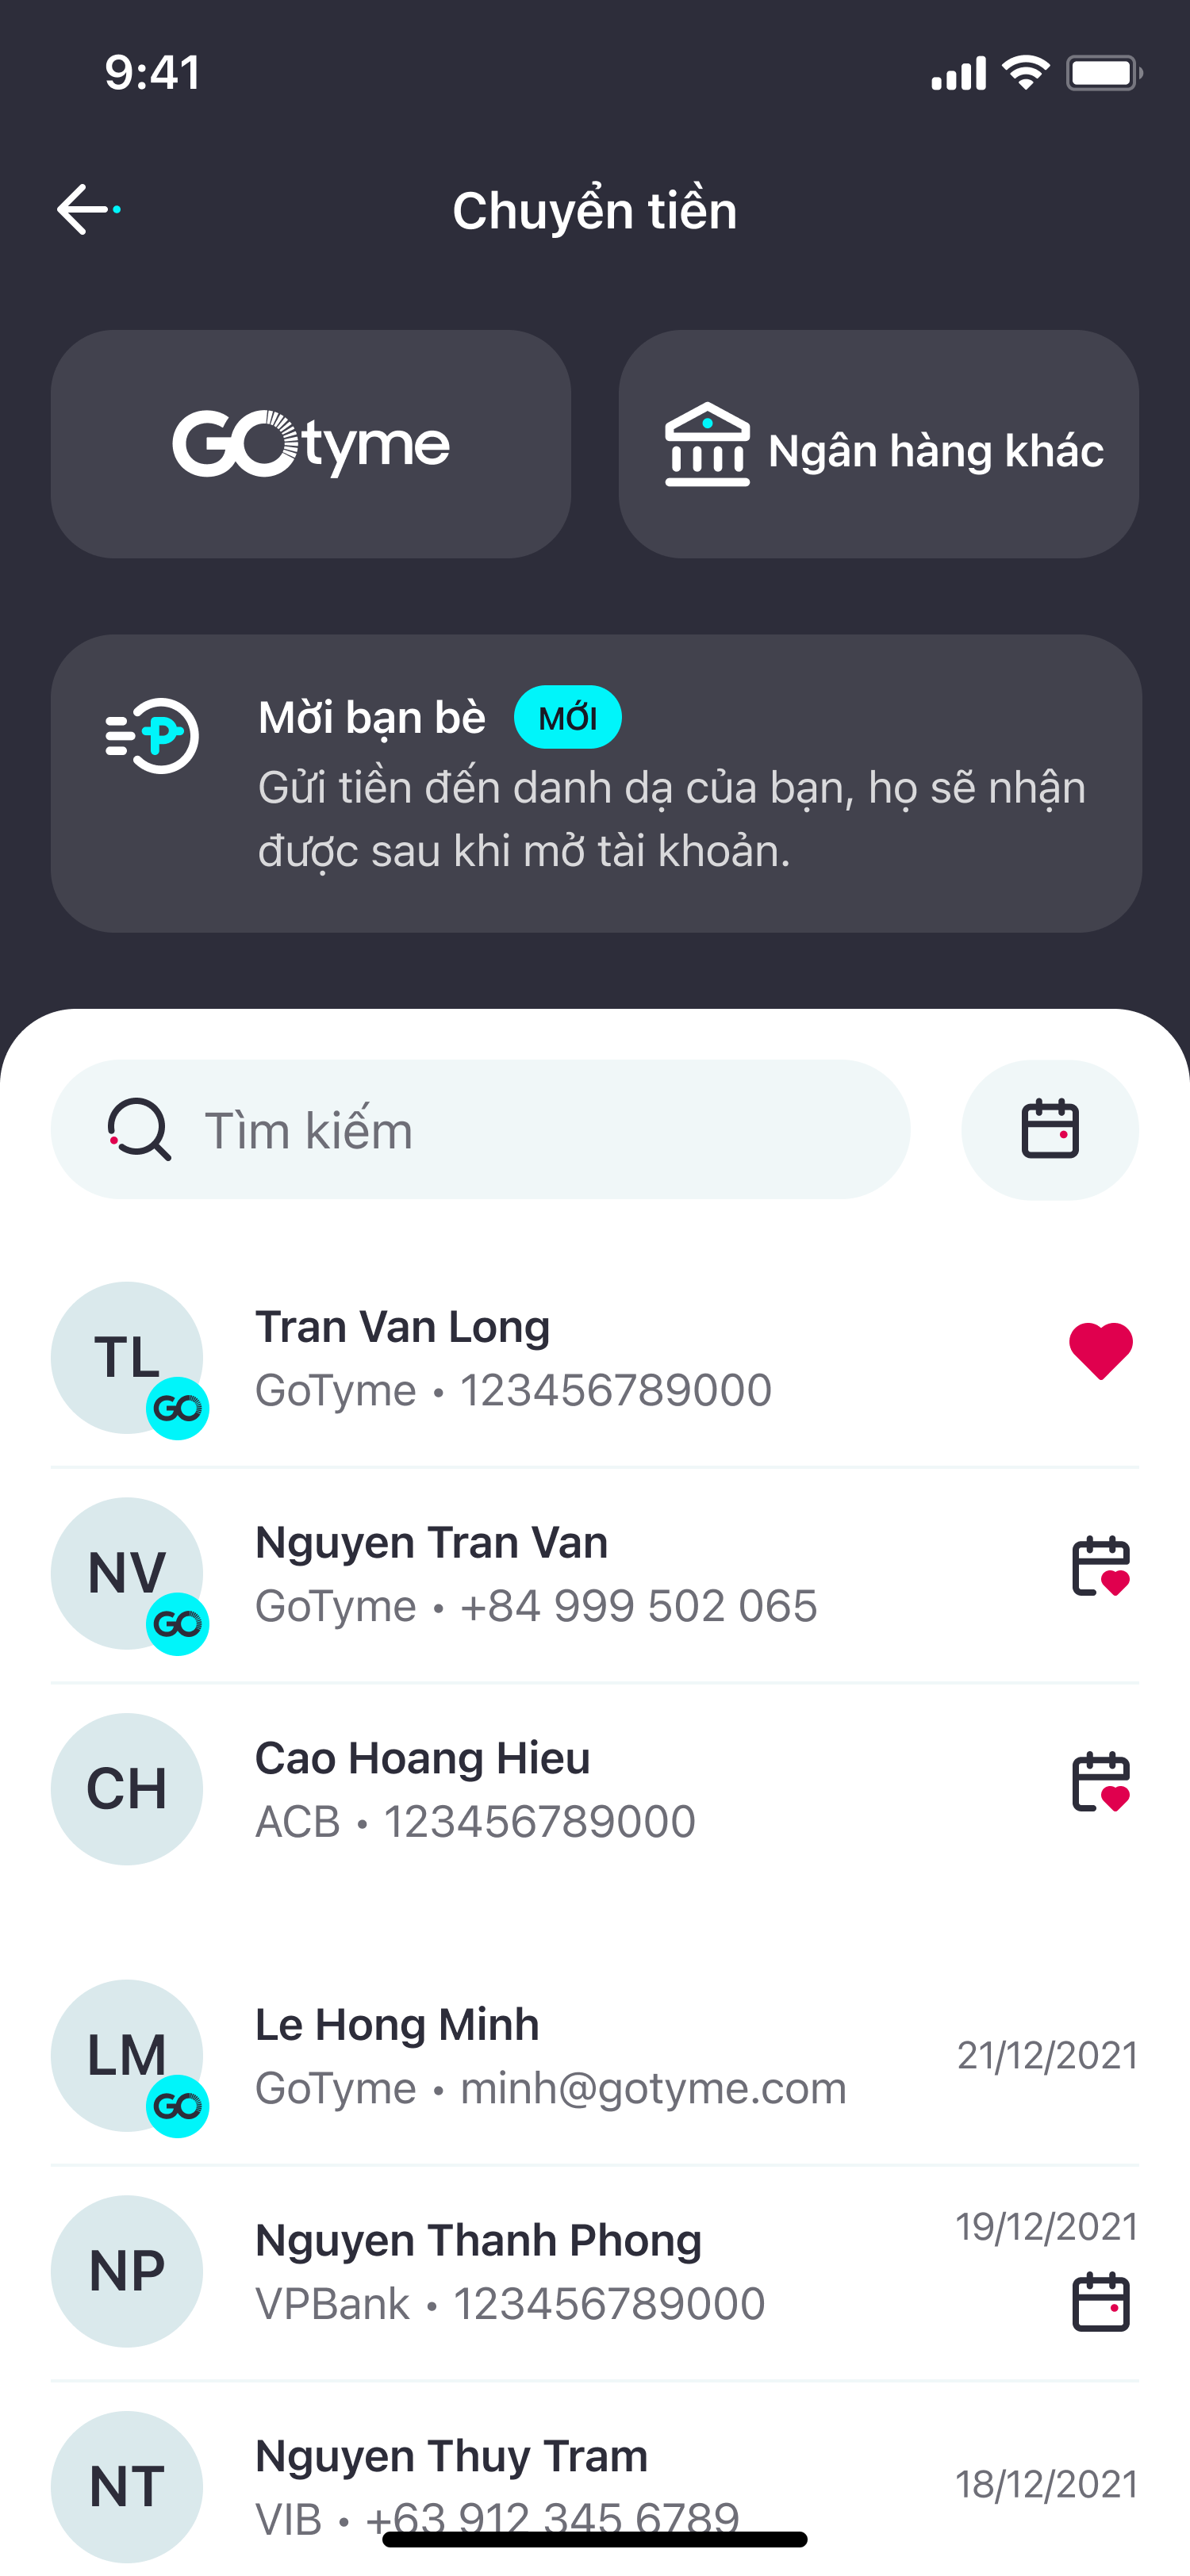 9:41
Chuyển tiền
GOtyme
Ngân hàng khác
Mời bạn bè MỚI
Gửi tiền đến danh dạ của bạn, họ sẽ nhận
được sau khi mở tài khoản.
Tìm kiếm
TL
GO
Tran Van Long
GoTyme • 123456789000
NV
GO
Nguyen Tran Van
GoTyme • +84 999 502 065
CH
Cao Hoang Hieu
ACB • 123456789000
LM
GO
Le Hong Minh
GoTyme • minh@gotyme.com
21/12/2021
NP
Nguyen Thanh Phong
VPBank • 123456789000
19/12/2021
NT
Nguyen Thuy Tram
VIB • +63 912 345 6789
18/12/2021